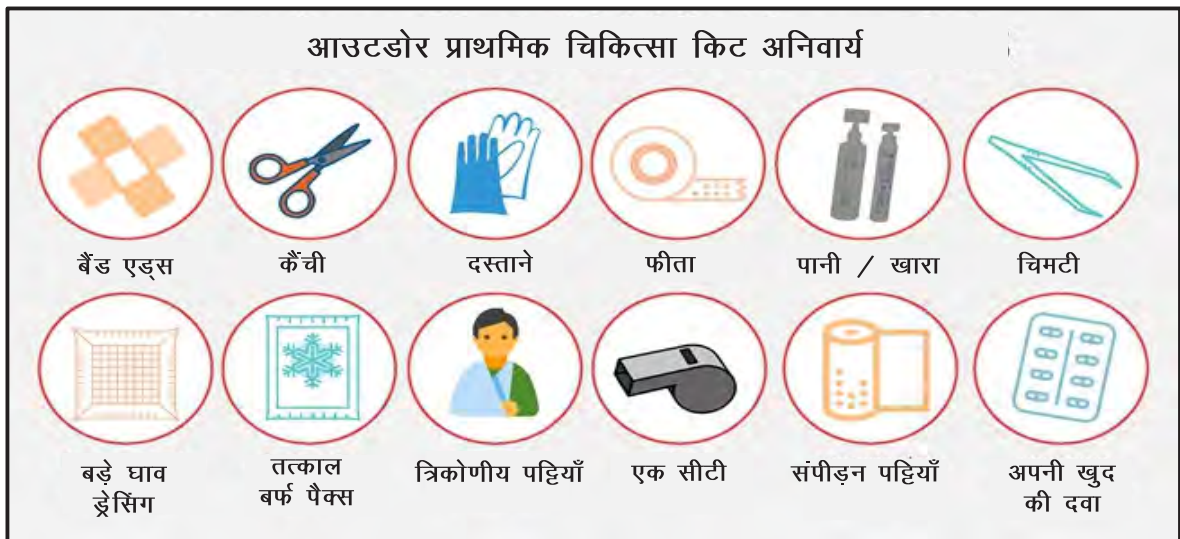 आउटडोर प्राथमिक चिकित्सा किट अनिवार्य
बैंड एड्स
कैंची
दस्ताने
फीता
पानी / खारा
चिमटी
बड़े घाव
ड्रेसिंग
तत्काल
बर्फ पैक्स
त्रिकोणीय पट्टियाँ
एक सीटी
संपीड़न पट्टियाँ
अपनी खुद
की दवा